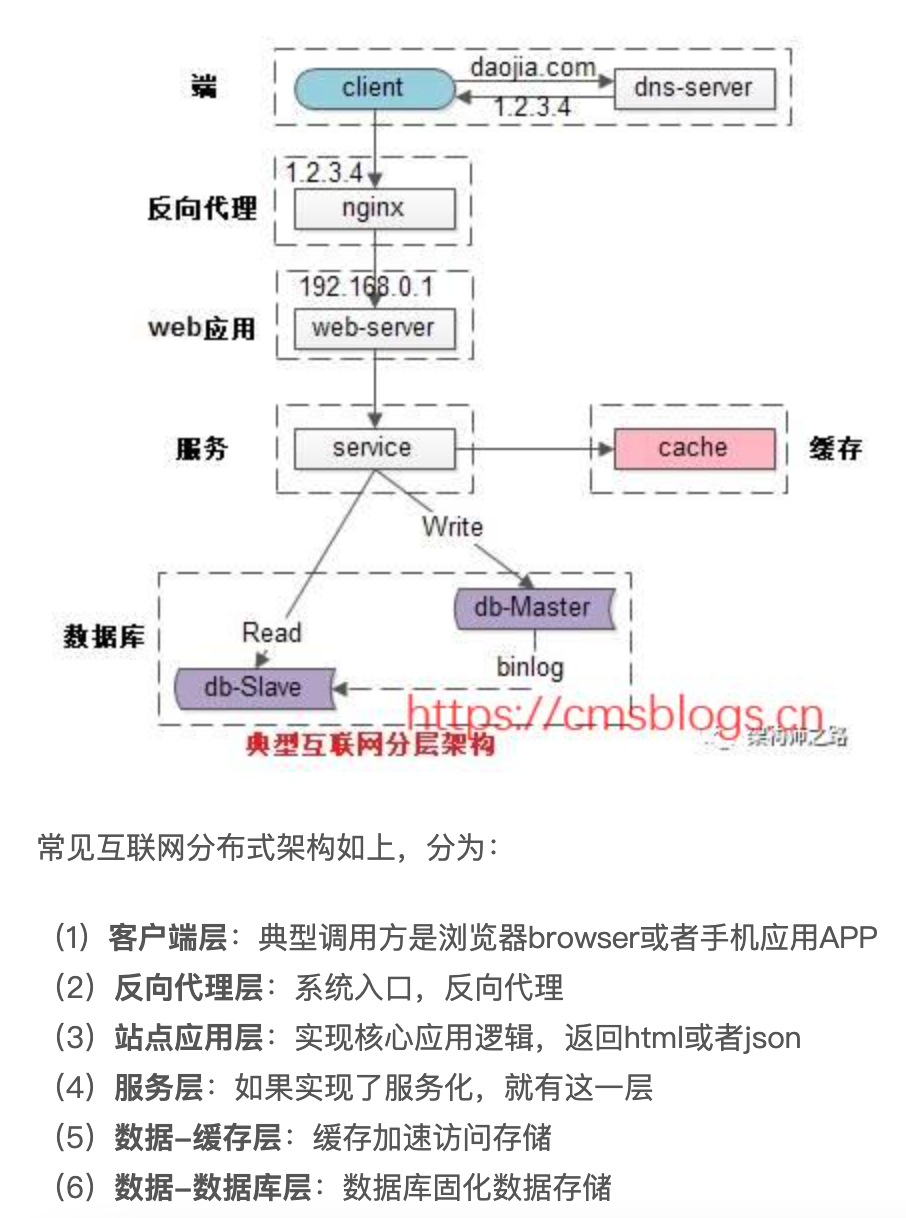 端
client
daojia.com
1.2.3.4
dns-server
反向代理
1.2.3.4
nginx
web应用
192.168.0.1
web-server
服务
service
cache
缓存
Write
数据库
db-Master
Read
binlog
db-Slave
https://cmsblogs.cn
典型互联网分层架构
架构师之路
常见互联网分布式架构如上，分为：
（1）客户端层：典型调用方是浏览器browser或者手机应用APP
（2）反向代理层：系统入口，反向代理
（3）站点应用层：实现核心应用逻辑，返回html或者json
（4）服务层：如果实现了服务化，就有这一层
（5）数据-缓存层：缓存加速访问存储
（6）数据-数据库层：数据库固化数据存储